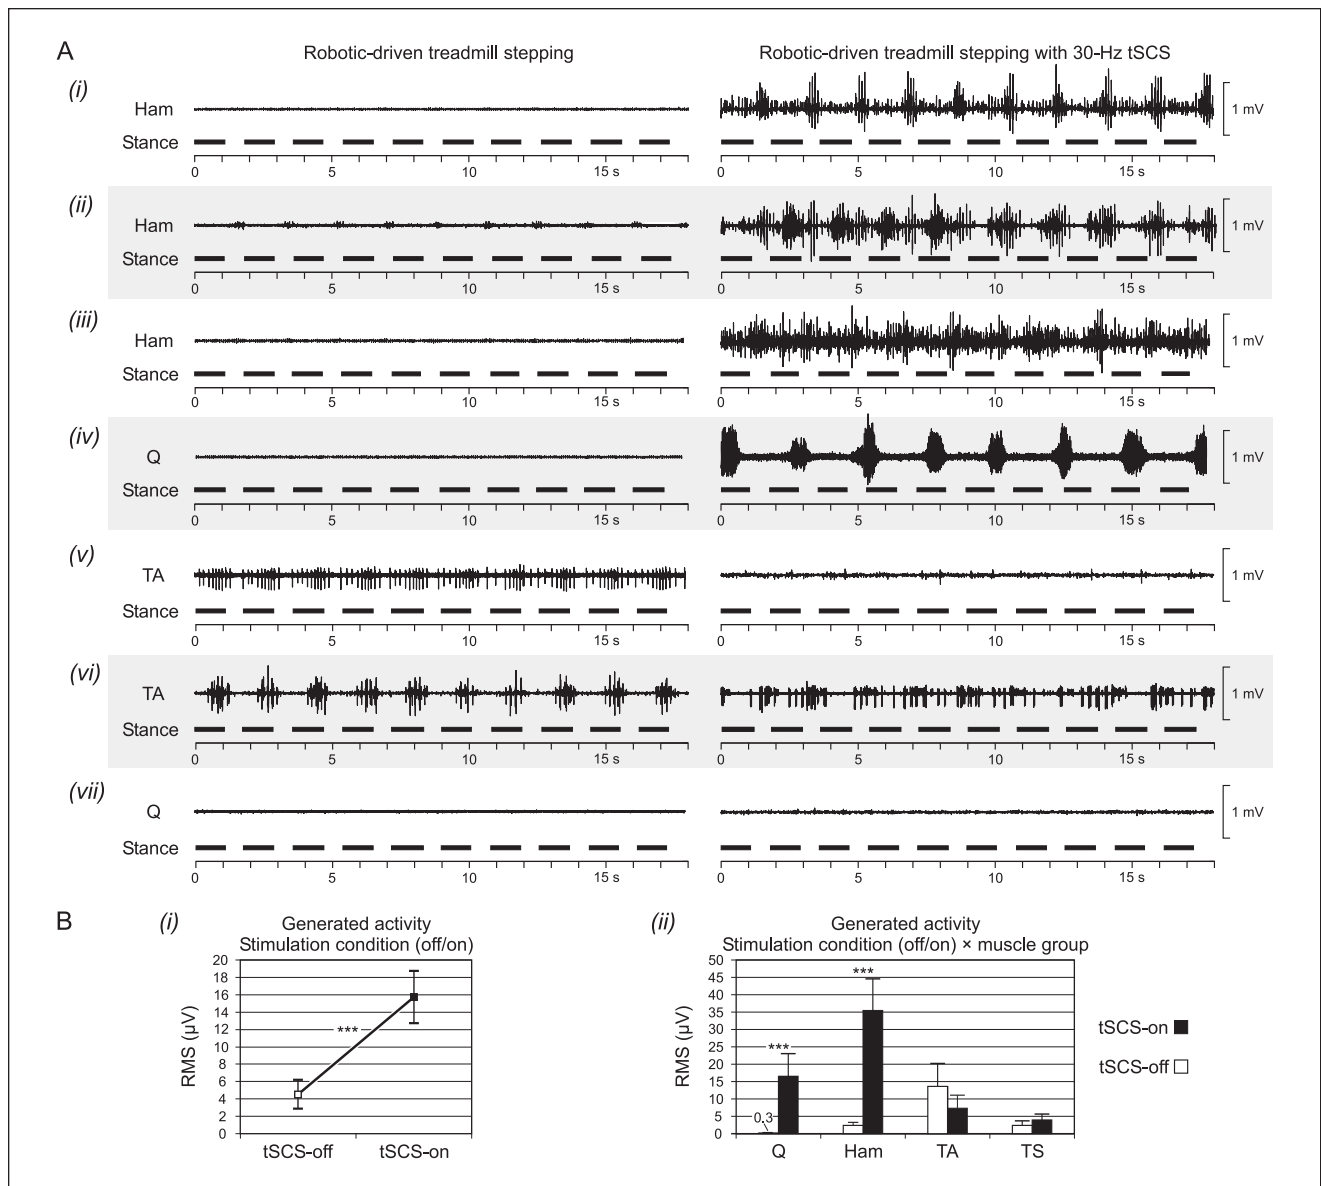 A
Robotic-driven treadmill stepping
Robotic-driven treadmill stepping with 30-Hz tSCS
(i)
Ham
1 mV
Stance
0 5 10 15 s
0 5 10 15 s
(ii)
Ham
1 mV
Stance
0 5 10 15 s
0 5 10 15 s
(iii)
Ham
1 mV
Stance
0 5 10 15 s
0 5 10 15 s
(iv)
Q
1 mV
Stance
0 5 10 15 s
0 5 10 15 s
(v)
TA
1 mV
Stance
0 5 10 15 s
0 5 10 15 s
(vi)
TA
1 mV
Stance
0 5 10 15 s
0 5 10 15 s
(vii)
Q
1 mV
Stance
0 5 10 15 s
0 5 10 15 s
B
(i)
Generated activity
Stimulation condition (off/on)
RMS (µV)
20
18
16
14
12
10
8
6
4
2
0
***
tSCS-off tSCS-on
(ii)
Generated activity
Stimulation condition (off/on) × muscle group
RMS (µV)
50
45
40
35
30
25
20
15
10
5
0
***
***
0.3
Q Ham TA TS
tSCS-on
tSCS-off